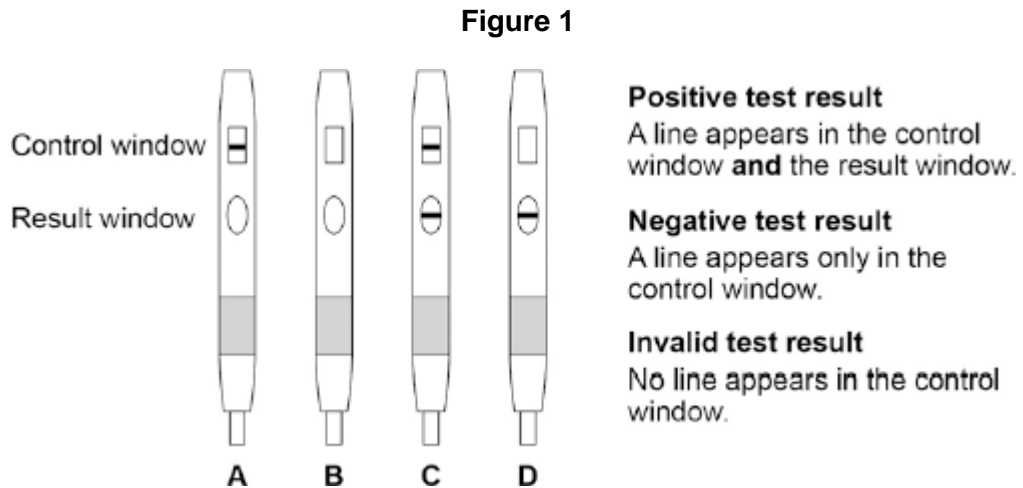 Figure 1
Control window
Result window
A B C D
Positive test result
A line appears in the control
window and the result window.
Negative test result
A line appears only in the
control window.
Invalid test result
No line appears in the control
window.